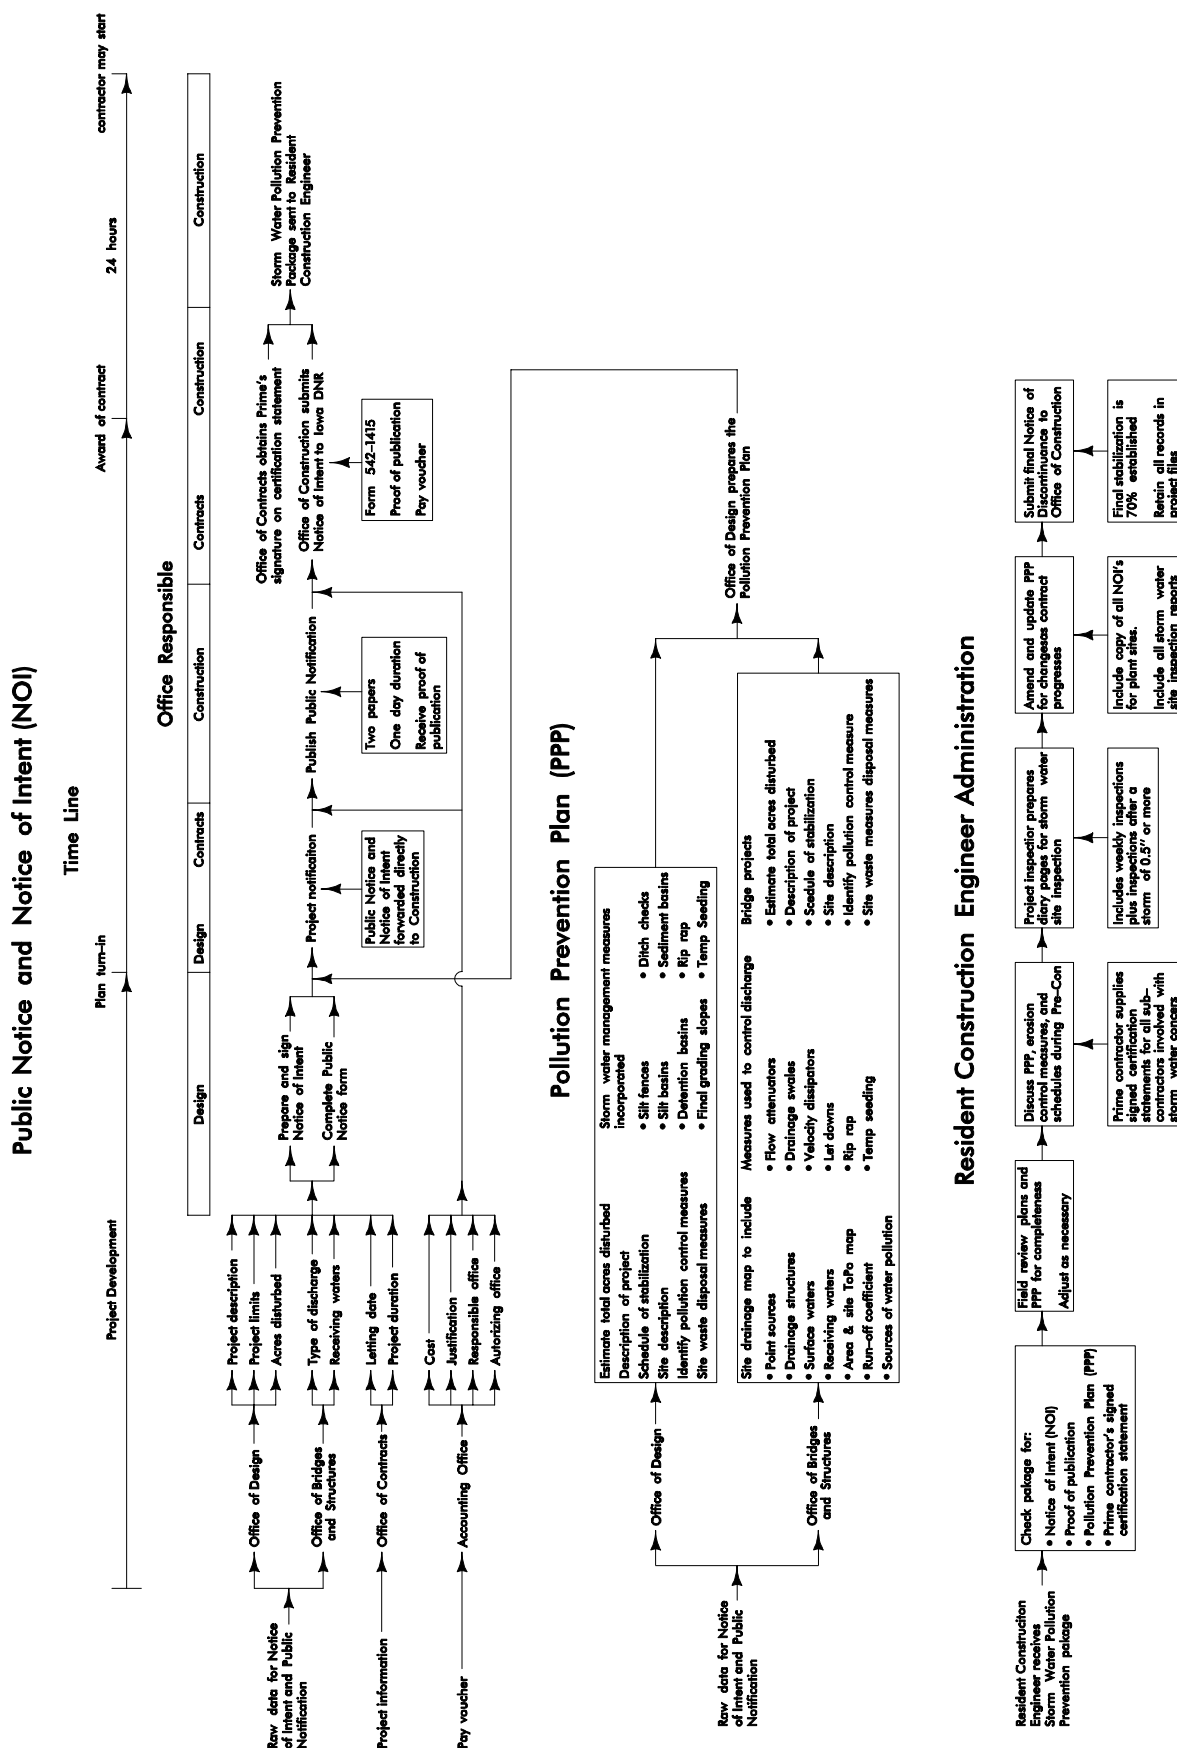 Public Notice and Notice of Intent (NOI)
Time Line
Project Development
Plan turn–in
Award of contract
24 hours
contractor may start
Office Responsible
Design
Design
Contracts
Construction
Contracts
Construction
Construction
Raw data for Notice
of Intent and Public
Notification
Office of Design
Project description
Project limits
Acres disturbed
Office of Bridges
and Structures
Type of discharge
Receiving waters
Project information
Office of Contracts
Letting date
Project duration
Pay voucher
Accounting Office
Cost
Justification
Responsible office
Autorizing office
Prepare and sign
Notice of Intent
Complete Public
Notice form
Project notificaiton
Public Notice and
Notice of Intent
forwarded directly
to Construction
Publish Public Notification
Two papers
One day duration
Receive proof of
publication
Office of Contracts obtains Prime's
signature on certification statement
Office of Construction submits
Notice of Intent to Iowa DNR
Form 542–1415
Proof of publication
Pay voucher
Storm Water Pollution Prevention
Package sent to Resident
Construction Engineer
Pollution Prevention Plan (PPP)
Raw data for Notice
of Intent and Public
Notification
Office of Design
Estimate total acres disturbed
Description of project
Schedule of stabilization
Site description
Identify pollution control measures
Site waste disposal measures
Storm water management measures
incorporated
• Silt fences
• Silt basins
• Detention basins
• Final grading slopes
• Ditch checks
• Sediment basins
• Rip rap
• Temp Seeding
Office of Bridges
and Structures
Site drainage map to include
• Point sources
• Drainage structures
• Surface waters
• Receiving waters
• Area & site ToPo map
• Run–off coefficient
• Sources of water pollution
Measures used to control discharge
• Flow attenuators
• Drainage swales
• Velocity dissipators
• Let downs
• Rip rap
• Temp seeding
Bridge projects
• Estimate total acres disturbed
• Description of project
• Scedule of stabilization
• Site description
• Identify pollution control measure
• Site waste measures disposal measures
Office of Design prepares the
Pollution Prevention Plan
Resident Construction Engineer Administration
Resident Construciton
Engineer receives
Storm Water Pollution
Prevention pakage
Check pakage for:
• Notice of Intent (NOI)
• Proof of publication
• Pollution Prevention Plan (PPP)
• Prime contractor's signed
certification statement
Field review plans and
PPP for completeness
Adjust as necessary
Discuss PPP, erosion
control measures, and
schedules during Pre–Con
Prime contractor supplies
signed certification
statements for all sub–
contractors involved with
storm water concers
Project inspectior prepares
diary pages for storm water
site inspection
Includes weekly inspections
plus inspections after a
storm of 0.5" or more
Amend and update PPP
for changesas contract
progresses
Include copy of all NOI's
for plant sites.
Include all storm water
site inspection reports
Submit final Notice of
Discontinuance to
Office of Construction
Final stabilization is
70% established
Retain all records in
project files